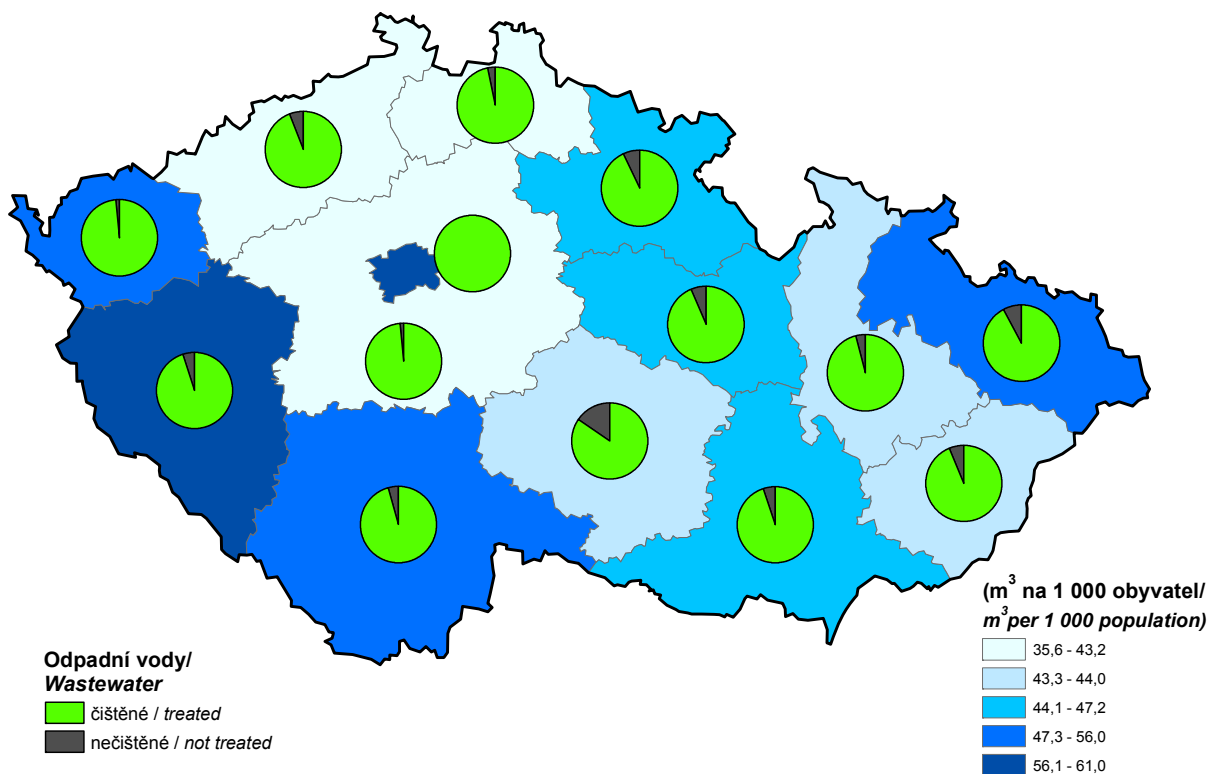 Odpadní vody/
Wastewater
čištěné / treated
nečištěné / not treated
(m³ na 1 000 obyvatel/
m³per 1 000 population)
35,6 - 43,2
43,3 - 44,0
44,1 - 47,2
47,3 - 56,0
56,1 - 61,0